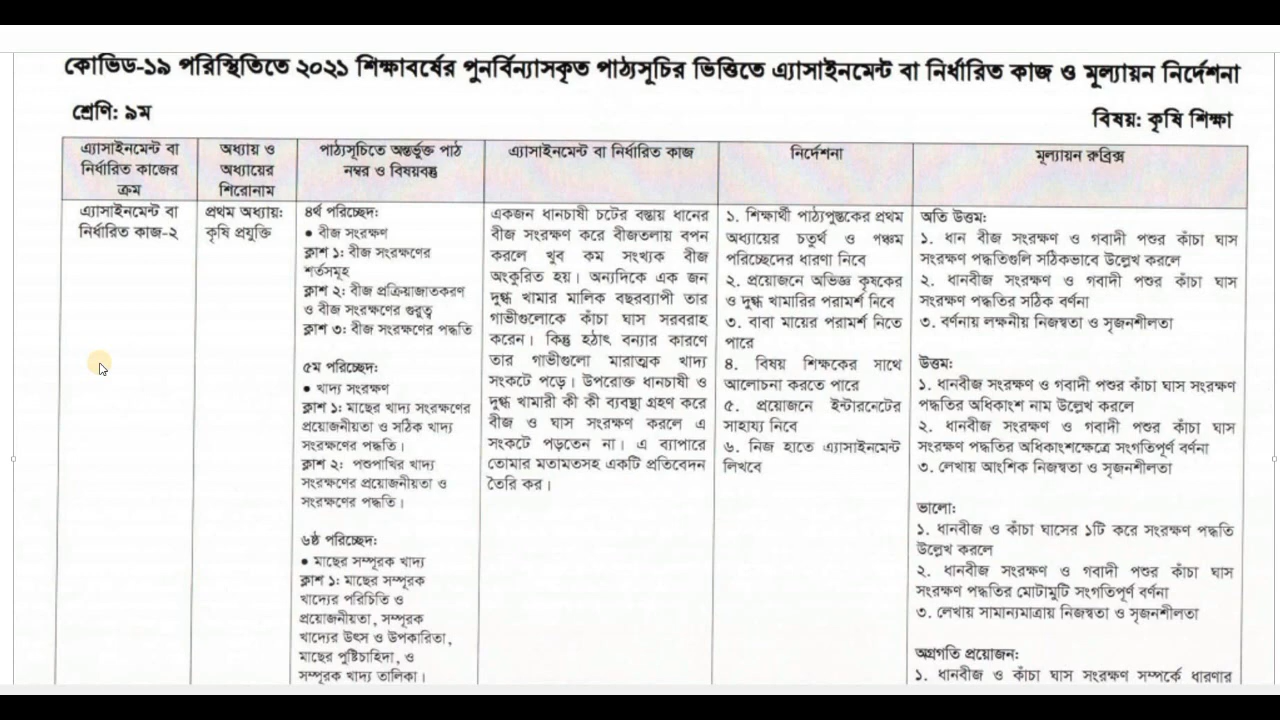 কোভিড-১৯ পরিস্থিতিতে ২০২১ শিক্ষাবর্ষের পুনর্বিন্যাসকৃত পাঠ্যসূচির ভিত্তিতে এ্যাসাইনমেন্ট বা নির্ধারিত কাজ ও মূল্যায়ন নির্দেশনা
শ্রেণি: ৯ম
বিষয়: কৃষি শিক্ষা
এ্যাসাইনমেন্ট বা
নির্ধারিত কাজের
ক্রম
অধ্যায় ও
অধ্যায়ের
শিরোনাম
পাঠ্যসূচিতে অন্তর্ভুক্ত পাঠ
নম্বর ও বিষয়বস্তু
এ্যাসাইনমেন্ট বা নির্ধারিত কাজ
নির্দেশনা
মূল্যায়ন রুব্রিক্স
এ্যাসাইনমেন্ট বা
নির্ধারিত কাজ-২
প্রথম অধ্যায়:
কৃষি প্রযুক্তি
৪র্থ পরিচ্ছেদ:
• বীজ সংরক্ষণ
ক্লাশ ১: বীজ সংরক্ষণের
শর্তসমূহ
ক্লাশ ২: বীজ প্রক্রিয়াজাতকরণ
ও বীজ সংরক্ষণের গুরুত্ব
ক্লাশ ৩: বীজ সংরক্ষণের পদ্ধতি
৫ম পরিচ্ছেদ:
• খাদ্য সংরক্ষণ
ক্লাশ ১: মাছের খাদ্য সংরক্ষণের
প্রয়োজনীয়তা ও সঠিক খাদ্য
সংরক্ষণের পদ্ধতি।
ক্লাশ ২: পশুপাখির খাদ্য
সংরক্ষণের প্রয়োজনীয়তা ও
সংরক্ষণের পদ্ধতি।
৬ষ্ঠ পরিচ্ছেদ:
• মাছের সম্পূরক খাদ্য
ক্লাশ ১: মাছের সম্পূরক
খাদ্যের পরিচিতি ও
প্রয়োজনীয়তা, সম্পূরক
খাদ্যের উৎস ও উপকারিতা,
মাছের পুষ্টিচাহিদা, ও
সম্পূরক খাদ্য তালিকা।
একজন ধানচাষী চটের বস্তায় ধানের
বীজ সংরক্ষণ করে বীজতলায় বপন
করলে খুব কম সংখ্যক বীজ
অংকুরিত হয়। অন্যদিকে এক জন
দুগ্ধ খামার মালিক বছরব্যাপী তার
গাভীগুলোকে কাঁচা ঘাস সরবরাহ
করেন। কিন্তু হঠাৎ বন্যার কারণে
তার গাভীগুলো মারাত্মক খাদ্য
সংকটে পড়ে। উপরোক্ত ধানচাষী ও
দুগ্ধ খামারী কী কী ব্যবস্থা গ্রহণ করে
বীজ ও ঘাস সংরক্ষণ করলে এ
সংকটে পড়তেন না। এ ব্যাপারে
তোমার মতামতসহ একটি প্রতিবেদন
তৈরি কর।
১. শিক্ষার্থী পাঠ্যপুস্তকের প্রথম
অধ্যায়ের চতুর্থ ও পঞ্চম
পরিচ্ছেদের ধারণা নিবে
২. প্রয়োজনে অভিজ্ঞ কৃষকের
ও দুগ্ধ খামারির পরামর্শ নিবে
৩. বাবা মায়ের পরামর্শ নিতে
পারে
৪. বিষয় শিক্ষকের সাথে
আলোচনা করতে পারে
৫. প্রয়োজনে ইন্টারনেটের
সাহায্য নিবে
৬. নিজ হাতে এ্যাসাইনমেন্ট
লিখবে
অতি উত্তম:
১. ধান বীজ সংরক্ষণ ও গবাদী পশুর কাঁচা ঘাস
সংরক্ষণ পদ্ধতিগুলি সঠিকভাবে উল্লেখ করলে
২. ধানবীজ সংরক্ষণ ও গবাদী পশুর কাঁচা ঘাস
সংরক্ষণ পদ্ধতির সঠিক বর্ণনা
৩. বর্ণনায় লক্ষনীয় নিজস্বতা ও সৃজনশীলতা
উত্তম:
১. ধানবীজ সংরক্ষণ ও গবাদী পশুর কাঁচা ঘাস সংরক্ষণ
পদ্ধতির অধিকাংশ নাম উল্লেখ করলে
২. ধানবীজ সংরক্ষণ ও গবাদী পশুর কাঁচা ঘাস
সংরক্ষণ পদ্ধতির অধিকাংশক্ষেত্রে সংগতিপূর্ণ বর্ণনা
৩. লেখায় আংশিক নিজস্বতা ও সৃজনশীলতা
ভালো:
১. ধানবীজ ও কাঁচা ঘাসের ১টি করে সংরক্ষণ পদ্ধতি
উল্লেখ করলে
২. ধানবীজ সংরক্ষণ ও গবাদী পশুর কাঁচা ঘাস
সংরক্ষণ পদ্ধতির মোটামুটি সংগতিপূর্ণ বর্ণনা
৩. লেখায় সামান্যমাত্রায় নিজস্বতা ও সৃজনশীলতা
অগ্রগতি প্রয়োজন:
১. ধানবীজ ও কাঁচা ঘাস সংরক্ষণ সম্পর্কে ধারণার